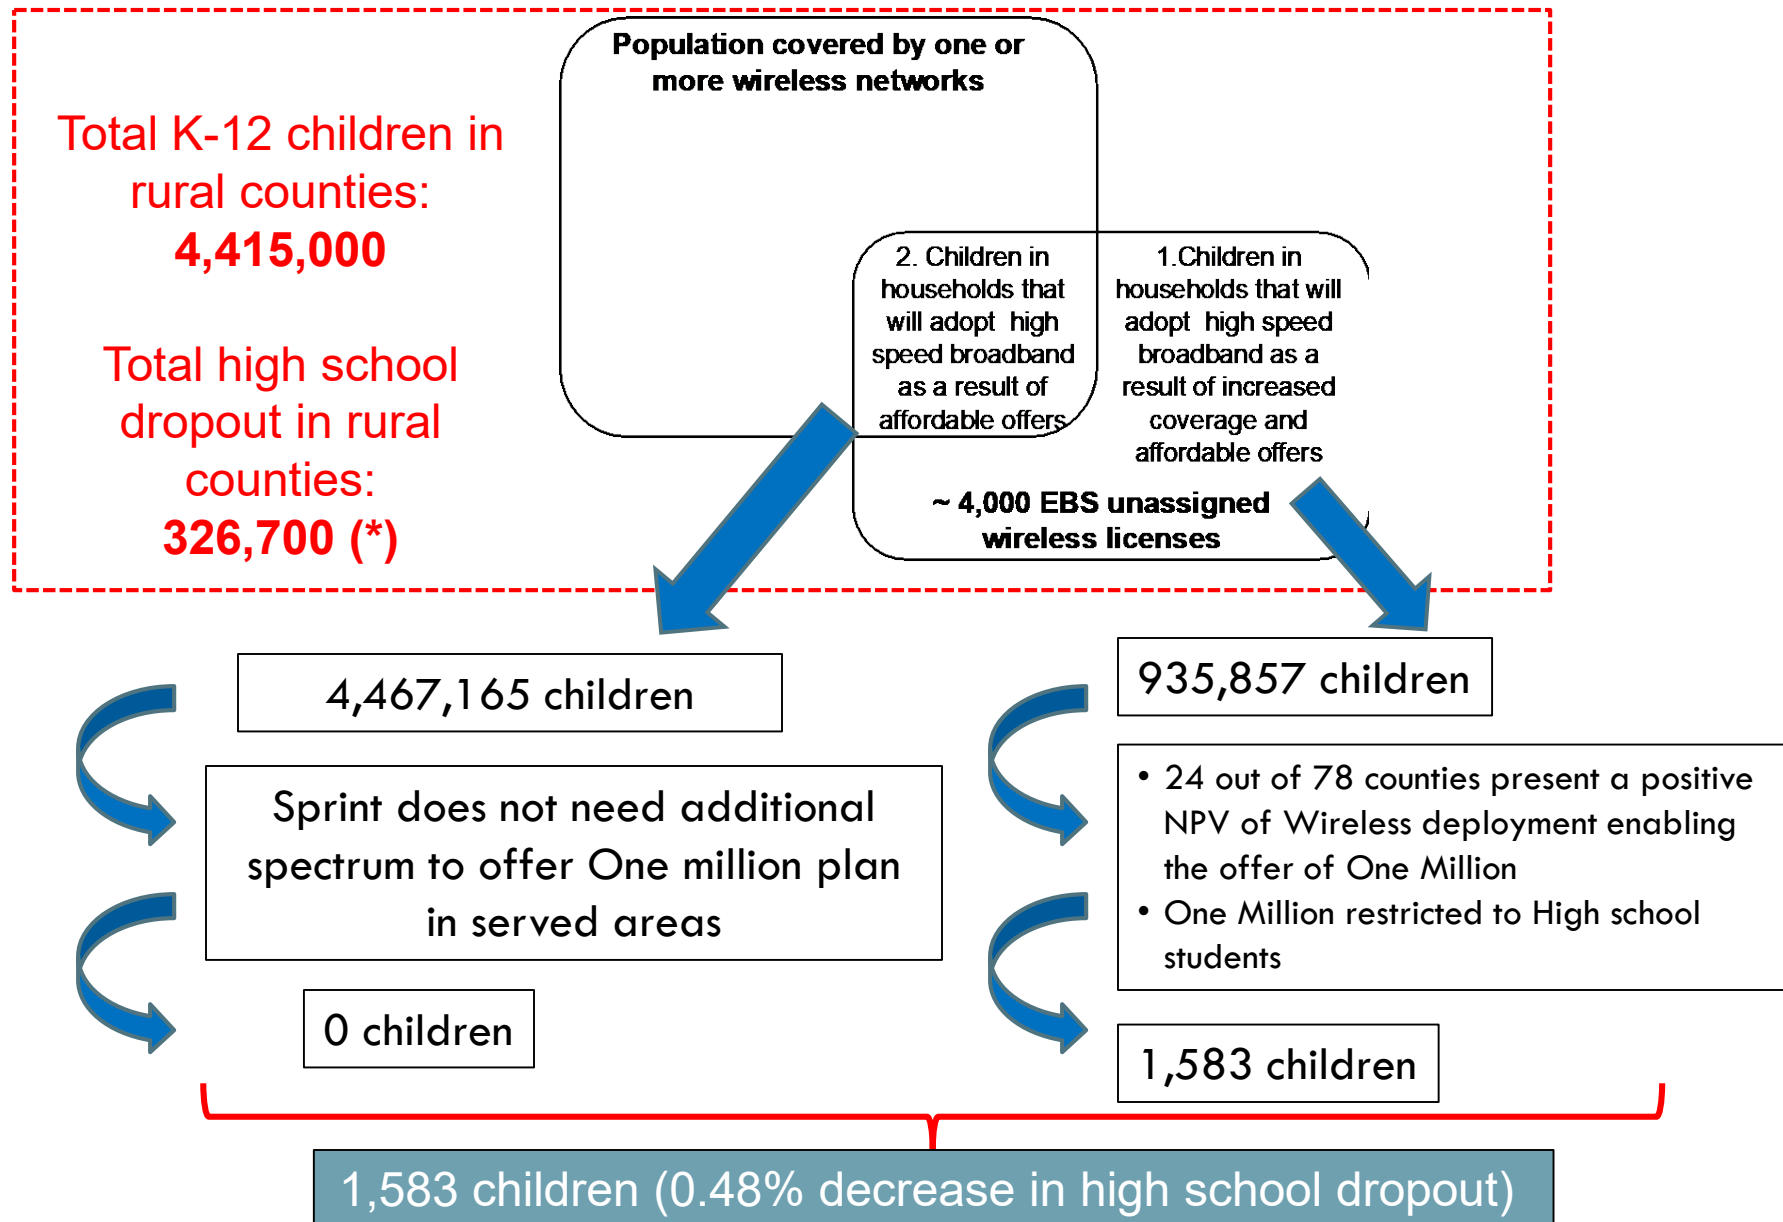 Population covered by one or
more wireless networks
Total K-12 children in
rural counties:
4,415,000
Total high school
dropout in rural
counties:
326,700 (*)
2. Children in
households that
will adopt high
speed broadband
as a result of
affordable offers
1.Children in
households that will
adopt high speed
broadband as a
result of increased
coverage and
affordable offers
~ 4,000 EBS unassigned
wireless licenses
4,467,165 children
935,857 children
Sprint does not need additional
spectrum to offer One million plan
in served areas
• 24 out of 78 counties present a positive
NPV of Wireless deployment enabling
the offer of One Million
• One Million restricted to High school
students
0 children
1,583 children
1,583 children (0.48% decrease in high school dropout)